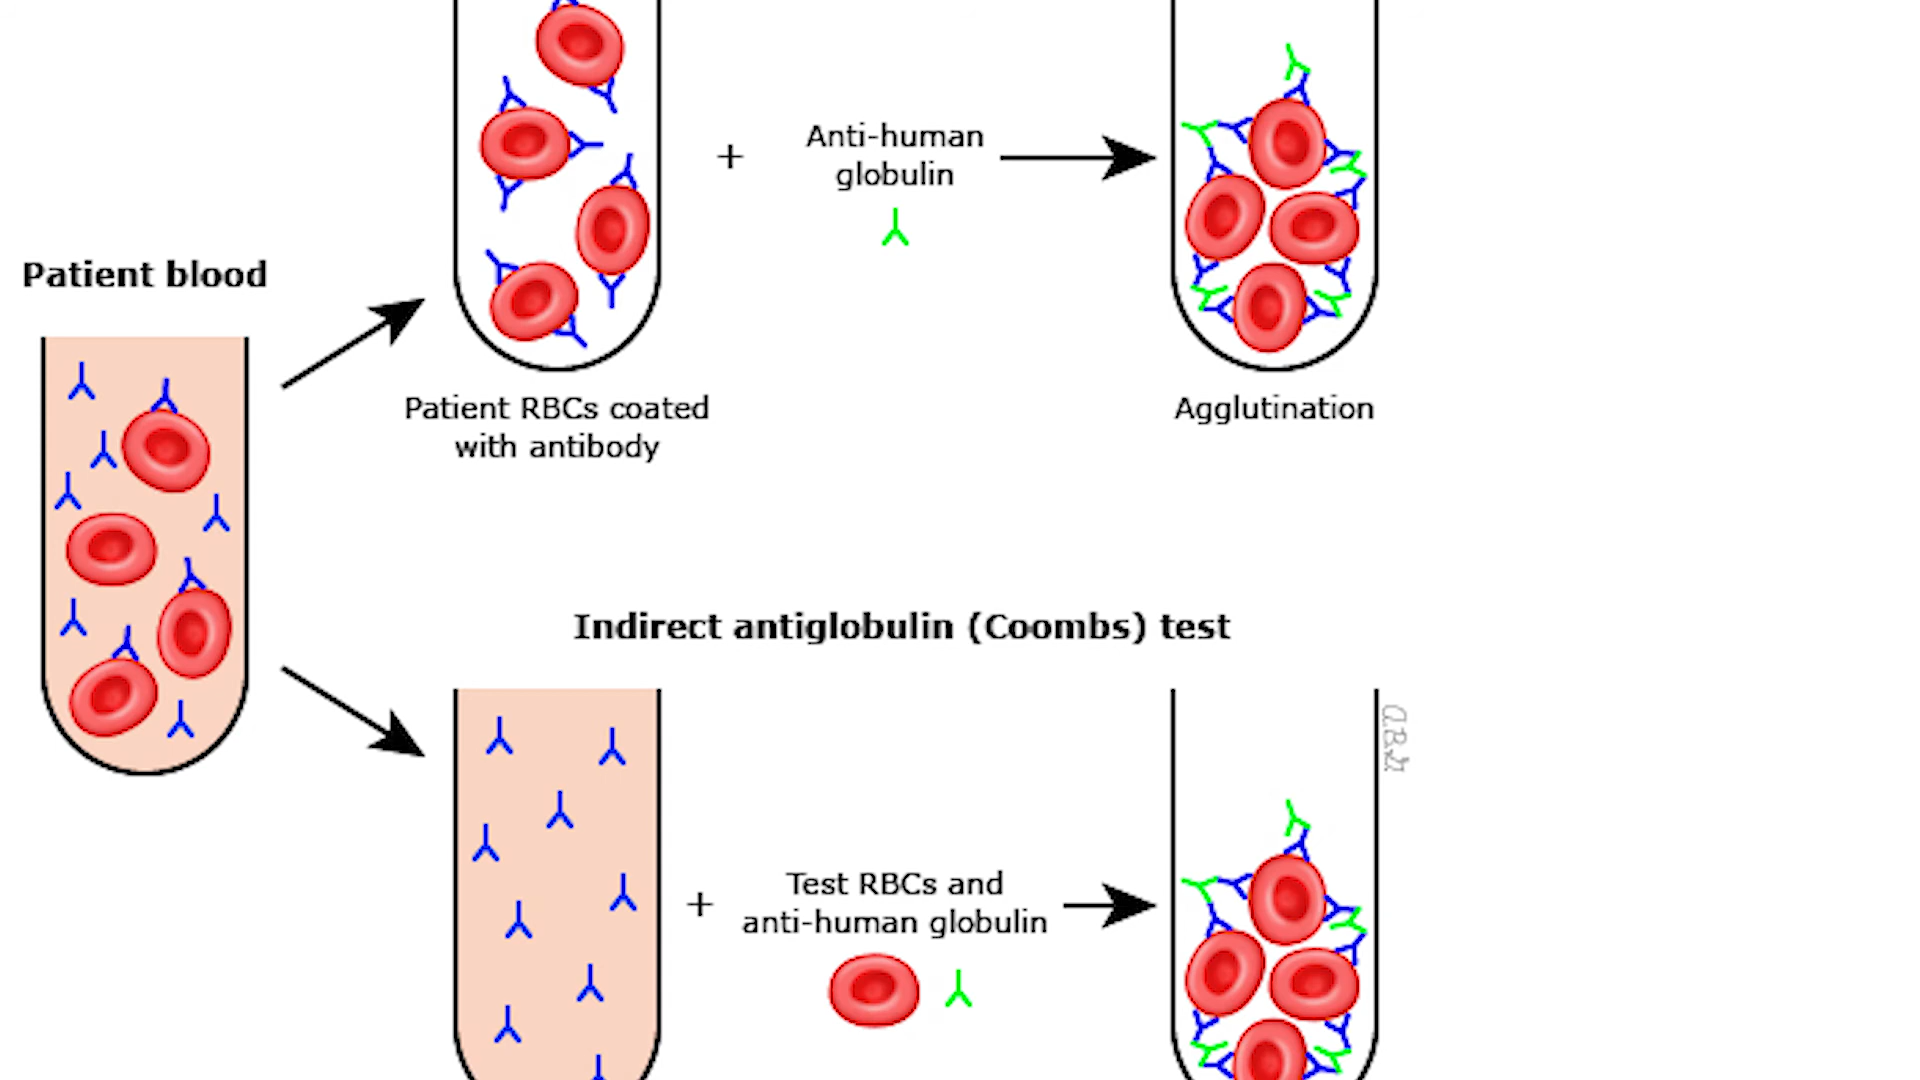 +
Anti-human
globulin
Patient blood
Patient RBCs coated
with antibody
Agglutination
Indirect antiglobulin (Coombs) test
+
Test RBCs and
anti-human globulin